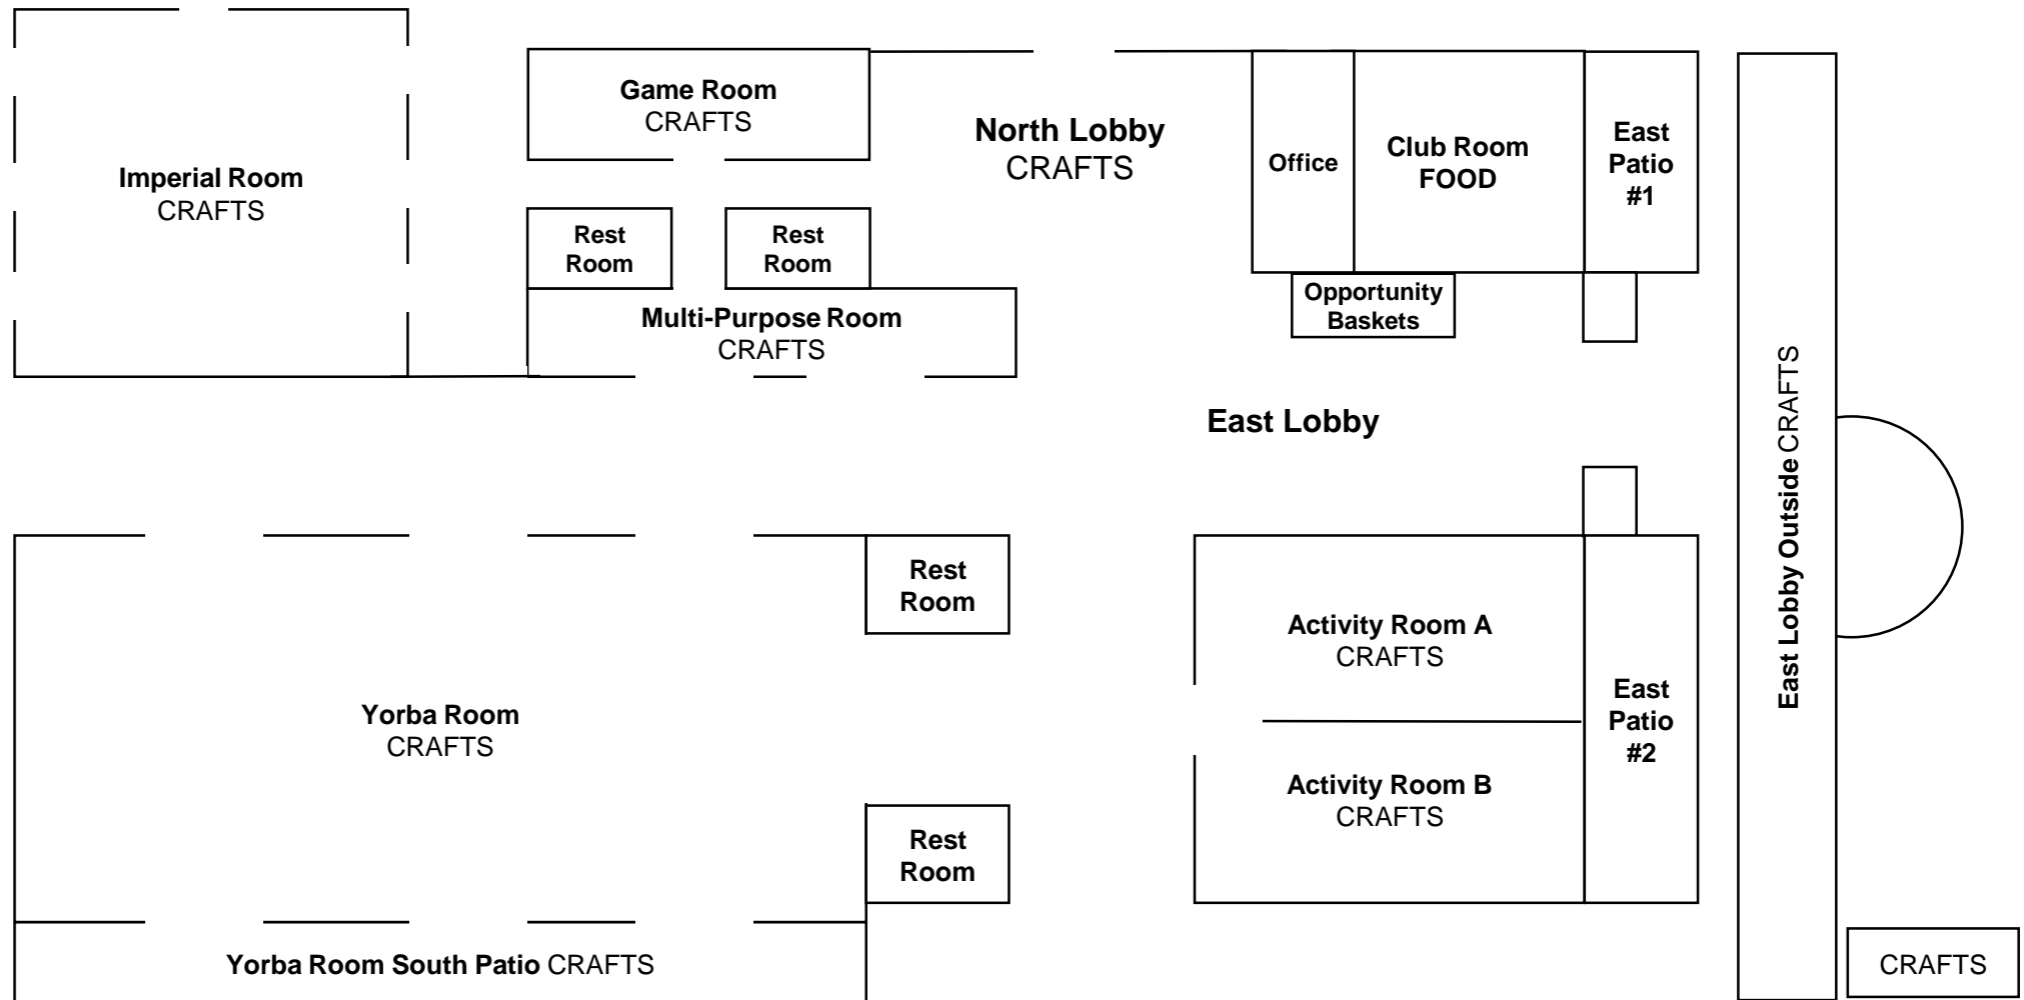 Imperial Room
CRAFTS
Game Room
CRAFTS
North Lobby
CRAFTS
Office
Club Room
FOOD
East
Patio
#1
Rest
Room
Rest
Room
Multi-Purpose Room
CRAFTS
Opportunity
Baskets
East Lobby
East Lobby Outside CRAFTS
Yorba Room
CRAFTS
Rest
Room
Rest
Room
Activity Room A
CRAFTS
Activity Room B
CRAFTS
East
Patio
#2
Yorba Room South Patio CRAFTS
CRAFTS